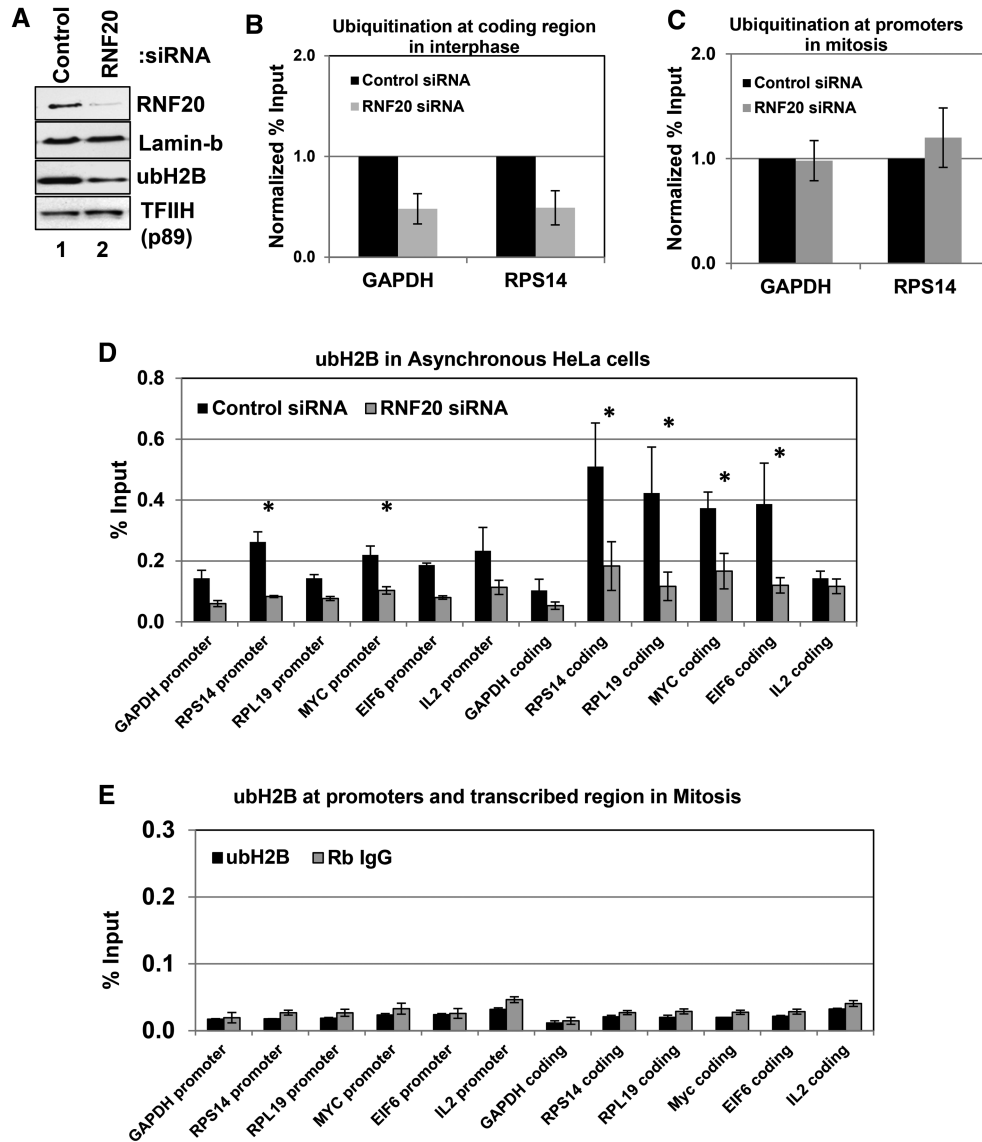 A
Control
RNF20
:siRNA
RNF20
Lamin-b
ubH2B
TFIIH
(p89)
1 2
B
Ubiquitination at coding region
in interphase
Normalized % Input
2.0
1.0
0.0
Control siRNA
RNF20 siRNA
GAPDH RPS14
C
Ubiquitination at promoters
in mitosis
Normalized % Input
2.0
1.0
0.0
Control siRNA
RNF20 siRNA
GAPDH RPS14
D
ubH2B in Asynchronous HeLa cells
% Input
0.8
0.6
0.4
0.2
0.0
Control siRNA RNF20 siRNA
* * * * * *
GAPDH promoter
RPS14 promoter
RPL19 promoter
MYC promoter
EIF6 promoter
IL2 promoter
GAPDH coding
RPS14 coding
RPL19 coding
MYC coding
EIF6 coding
IL2 coding
E
ubH2B at promoters and transcribed region in Mitosis
% Input
0.3
0.2
0.1
0.0
ubH2B Rb IgG
GAPDH promoter
RPS14 promoter
RPL19 promoter
MYC promoter
EIF6 promoter
IL2 promoter
GAPDH coding
RPS14 coding
RPL19 coding
Myc coding
EIF6 coding
IL2 coding